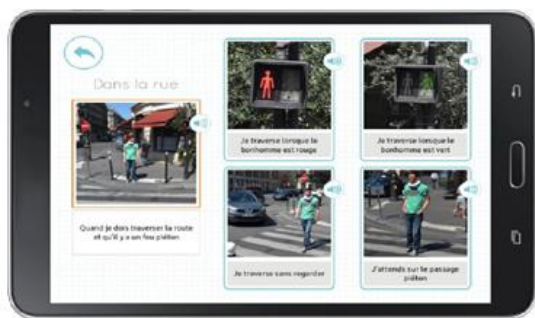 Dans la rue
Quand je dois traverser la route
et qu'il y a un feu piéton
Je traverse lorsque le
bonhomme est rouge
Je traverse lorsque le
bonhomme est vert
Je traverse sans regarder
J'attends sur le passage
piéton